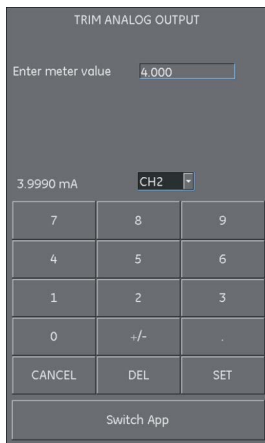 TRIM ANALOG OUTPUT
Enter meter value 4.000
3.9990 mA CH2
7 8 9
4 5 6
1 2 3
0 +/- .
CANCEL DEL SET
Switch App